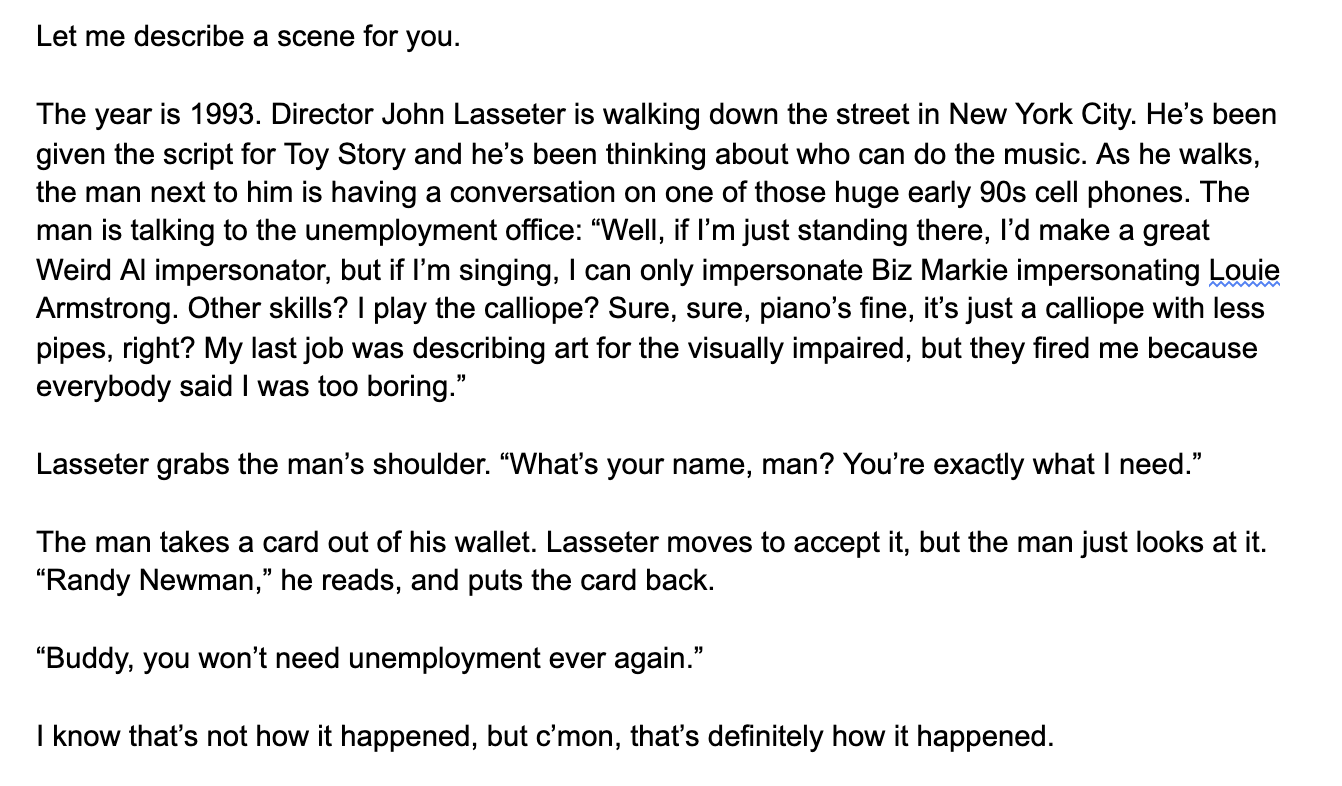 Let me describe a scene for you.
The year is 1993. Director John Lasseter is walking down the street in New York City. He’s been
given the script for Toy Story and he’s been thinking about who can do the music. As he walks,
the man next to him is having a conversation on one of those huge early 90s cell phones. The
man is talking to the unemployment office: “Well, if I’m just standing there, I’d make a great
Weird Al impersonator, but if I’m singing, I can only impersonate Biz Markie impersonating Louie
Armstrong. Other skills? I play the calliope? Sure, sure, piano’s fine, it’s just a calliope with less
pipes, right? My last job was describing art for the visually impaired, but they fired me because
everybody said I was too boring.”
Lasseter grabs the man’s shoulder. “What’s your name, man? You’re exactly what I need.”
The man takes a card out of his wallet. Lasseter moves to accept it, but the man just looks at it.
“Randy Newman,” he reads, and puts the card back.
“Buddy, you won’t need unemployment ever again.”
I know that’s not how it happened, but c’mon, that’s definitely how it happened.